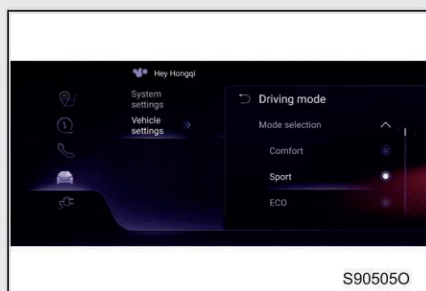 Hey Hongqi
System
settings
Vehicle
settings
Driving mode
Mode selection
Comfort
Sport
ECO
S90505O